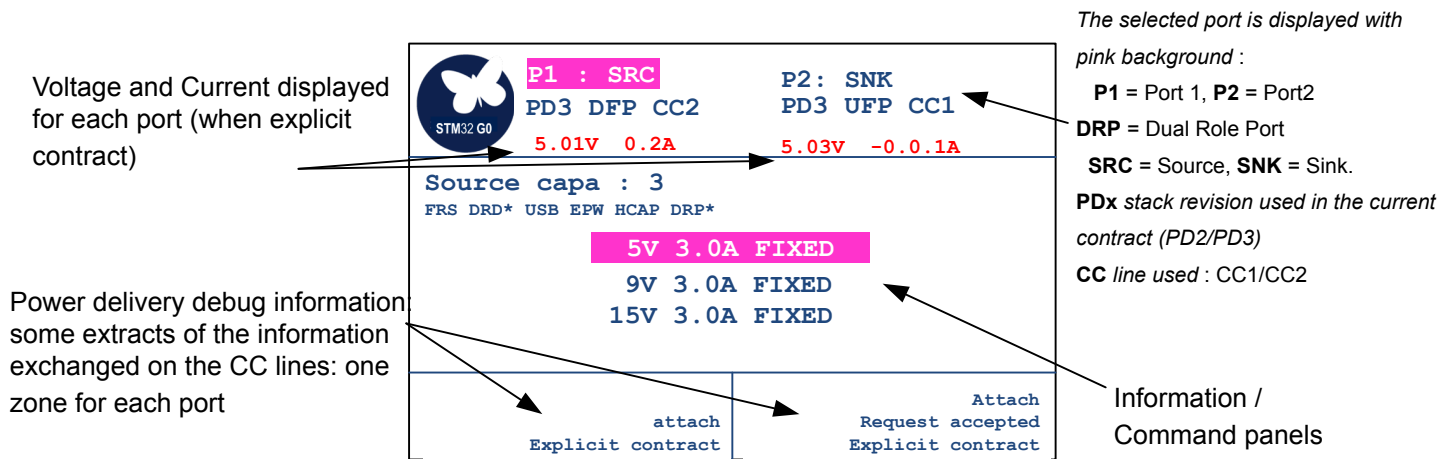 Voltage and Current displayed
for each port (when explicit
contract)
Power delivery debug information:
some extracts of the information
exchanged on the CC lines: one
zone for each port
STM32 G0
P1 : SRC
PD3 DFP CC2
5.01V 0.2A
P2: SNK
PD3 UFP CC1
5.03V -0.0.1A
Source capa : 3
FRS DRD* USB EPW HCAP DRP*
5V 3.0A FIXED
9V 3.0A FIXED
15V 3.0A FIXED
attach
Explicit contract
Attach
Request accepted
Explicit contract
The selected port is displayed with
pink background :
P1 = Port 1, P2 = Port2
DRP = Dual Role Port
SRC = Source, SNK = Sink.
PDx stack revision used in the current
contract (PD2/PD3)
CC line used : CC1/CC2
Information /
Command panels